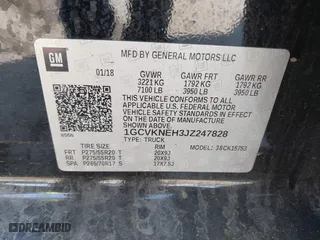 GM
MFD BY GENERAL MOTORS LLC
01/18 GVWR GAWR FRT GAWR RR
3221 KG 1792 KG 1792 KG
7100 LB 3950 LB 3950 LB
THIS VEHICLE CONFORMS TO ALL
APPLICABLE U.S. FEDERAL MOTOR
VEHICLE SAFETY STANDARDS
IN EFFECT ON THE DATE OF
MANUFACTURE SHOWN ABOVE.
1GCVKNEH3JZ247828
TYPE: TRUCK
MODEL:
TIRE SIZE RIM
FRT P275/55R20 T 20X9J
RR P275/55R20 T 20X9J
SPA P265/70R17 S 17X7.5J